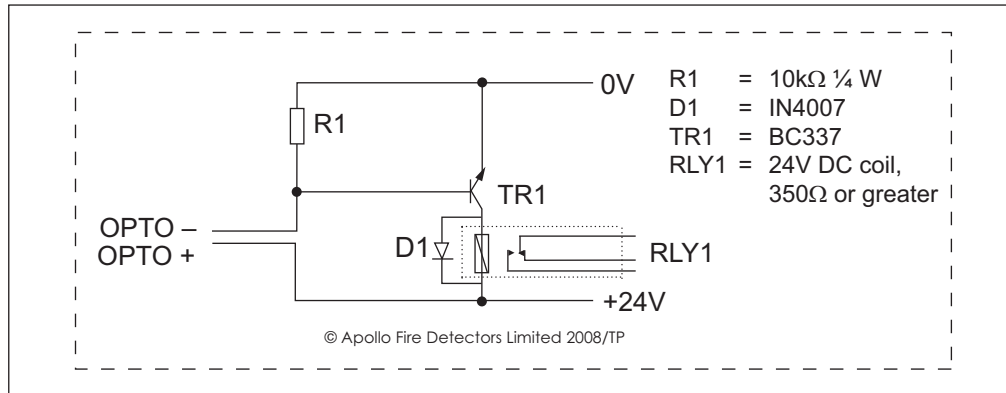 0V
R1
TR1
OPTO –
OPTO +
D1
RLY1
+24V
R1 = 10kΩ ¼ W
D1 = IN4007
TR1 = BC337
RLY1 = 24V DC coil,
350Ω or greater
© Apollo Fire Detectors Limited 2008/TP